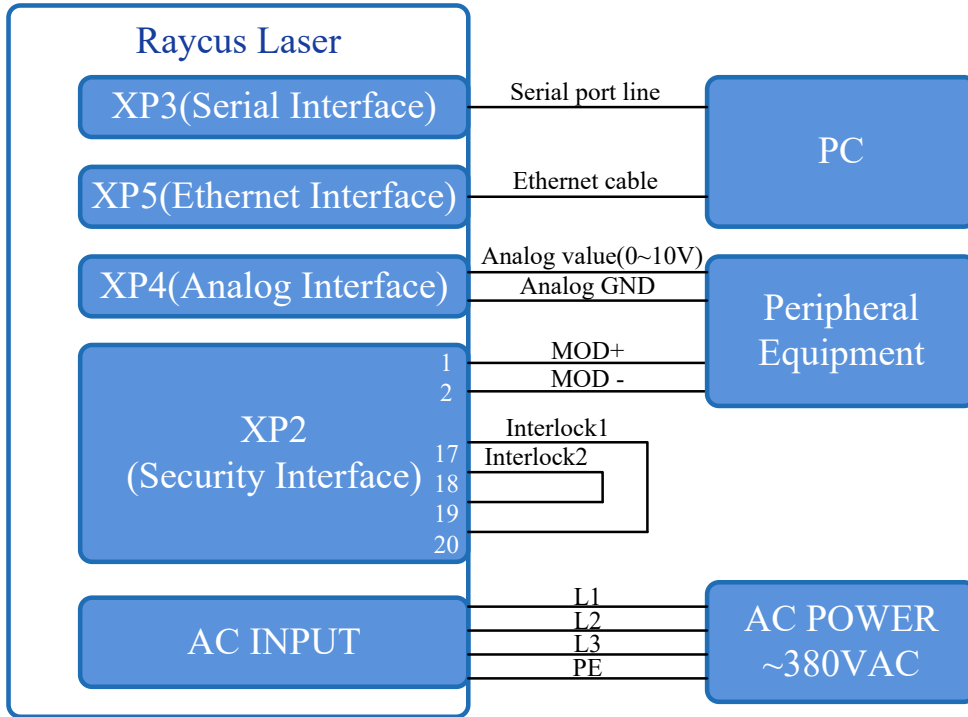 Raycus Laser
XP3(Serial Interface)
Serial port line
PC
XP5(Ethernet Interface)
Ethernet cable
XP4(Analog Interface)
Analog value(0~10V)
Analog GND
Peripheral
Equipment
1
MOD+
2
MOD -
XP2
(Security Interface)
Interlock1
17
Interlock2
18
19
20
AC INPUT
L1
L2
L3
PE
AC POWER
~380VAC